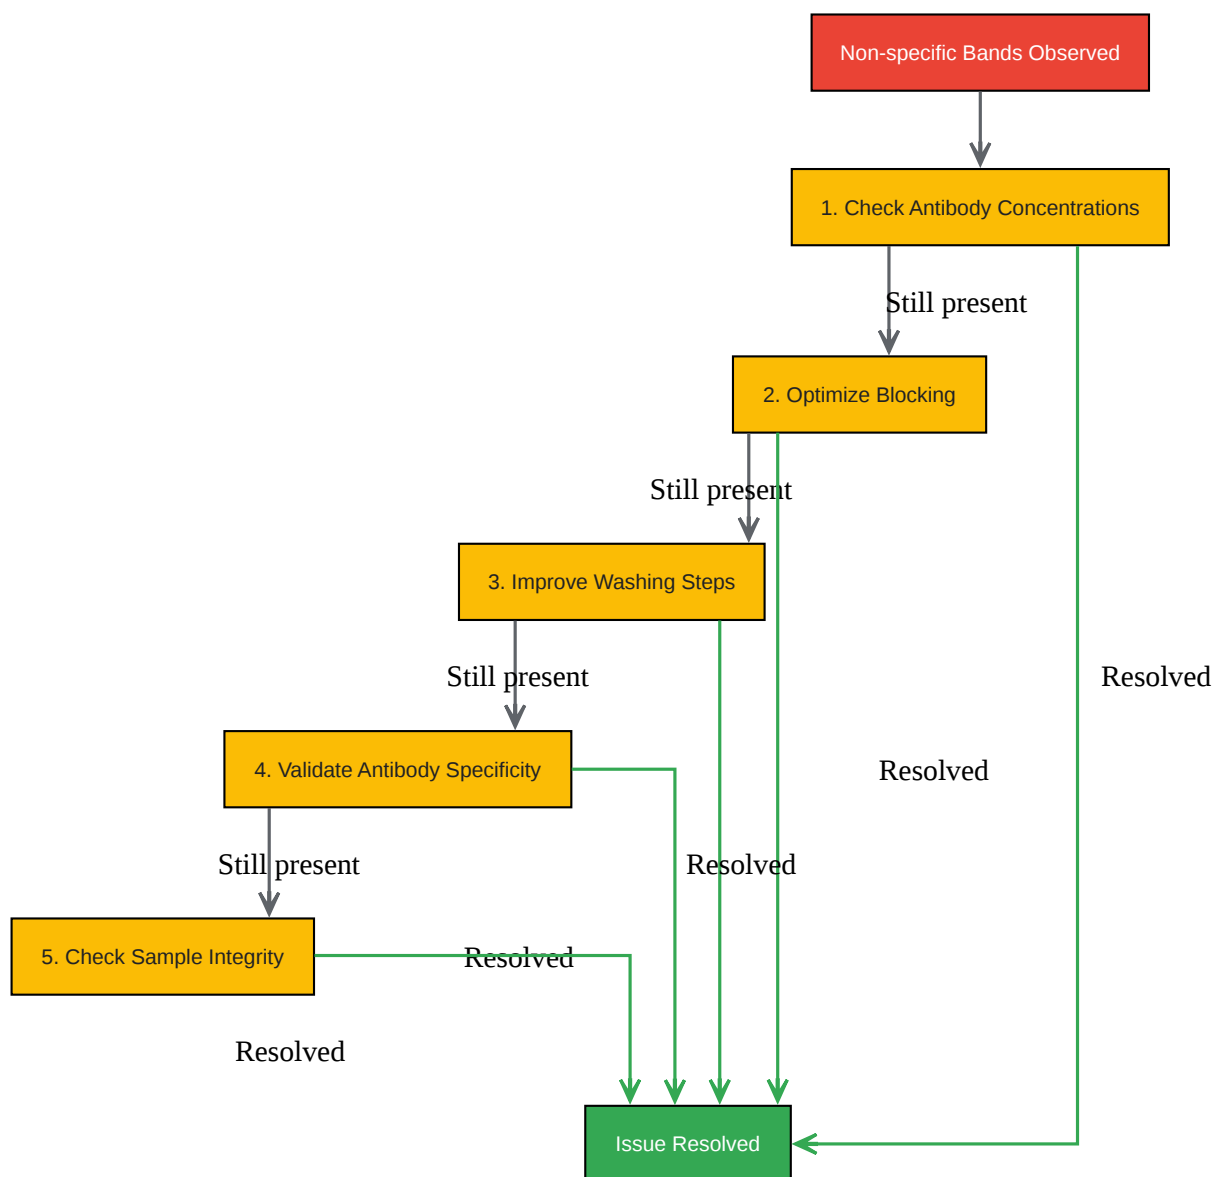 Non-specific Bands Observed
1. Check Antibody Concentrations
Still present
2. Optimize Blocking
Still present
3. Improve Washing Steps
Still present
Resolved
4. Validate Antibody Specificity
Resolved
Still present
Resolved
5. Check Sample Integrity
Resolved
Resolved
Issue Resolved